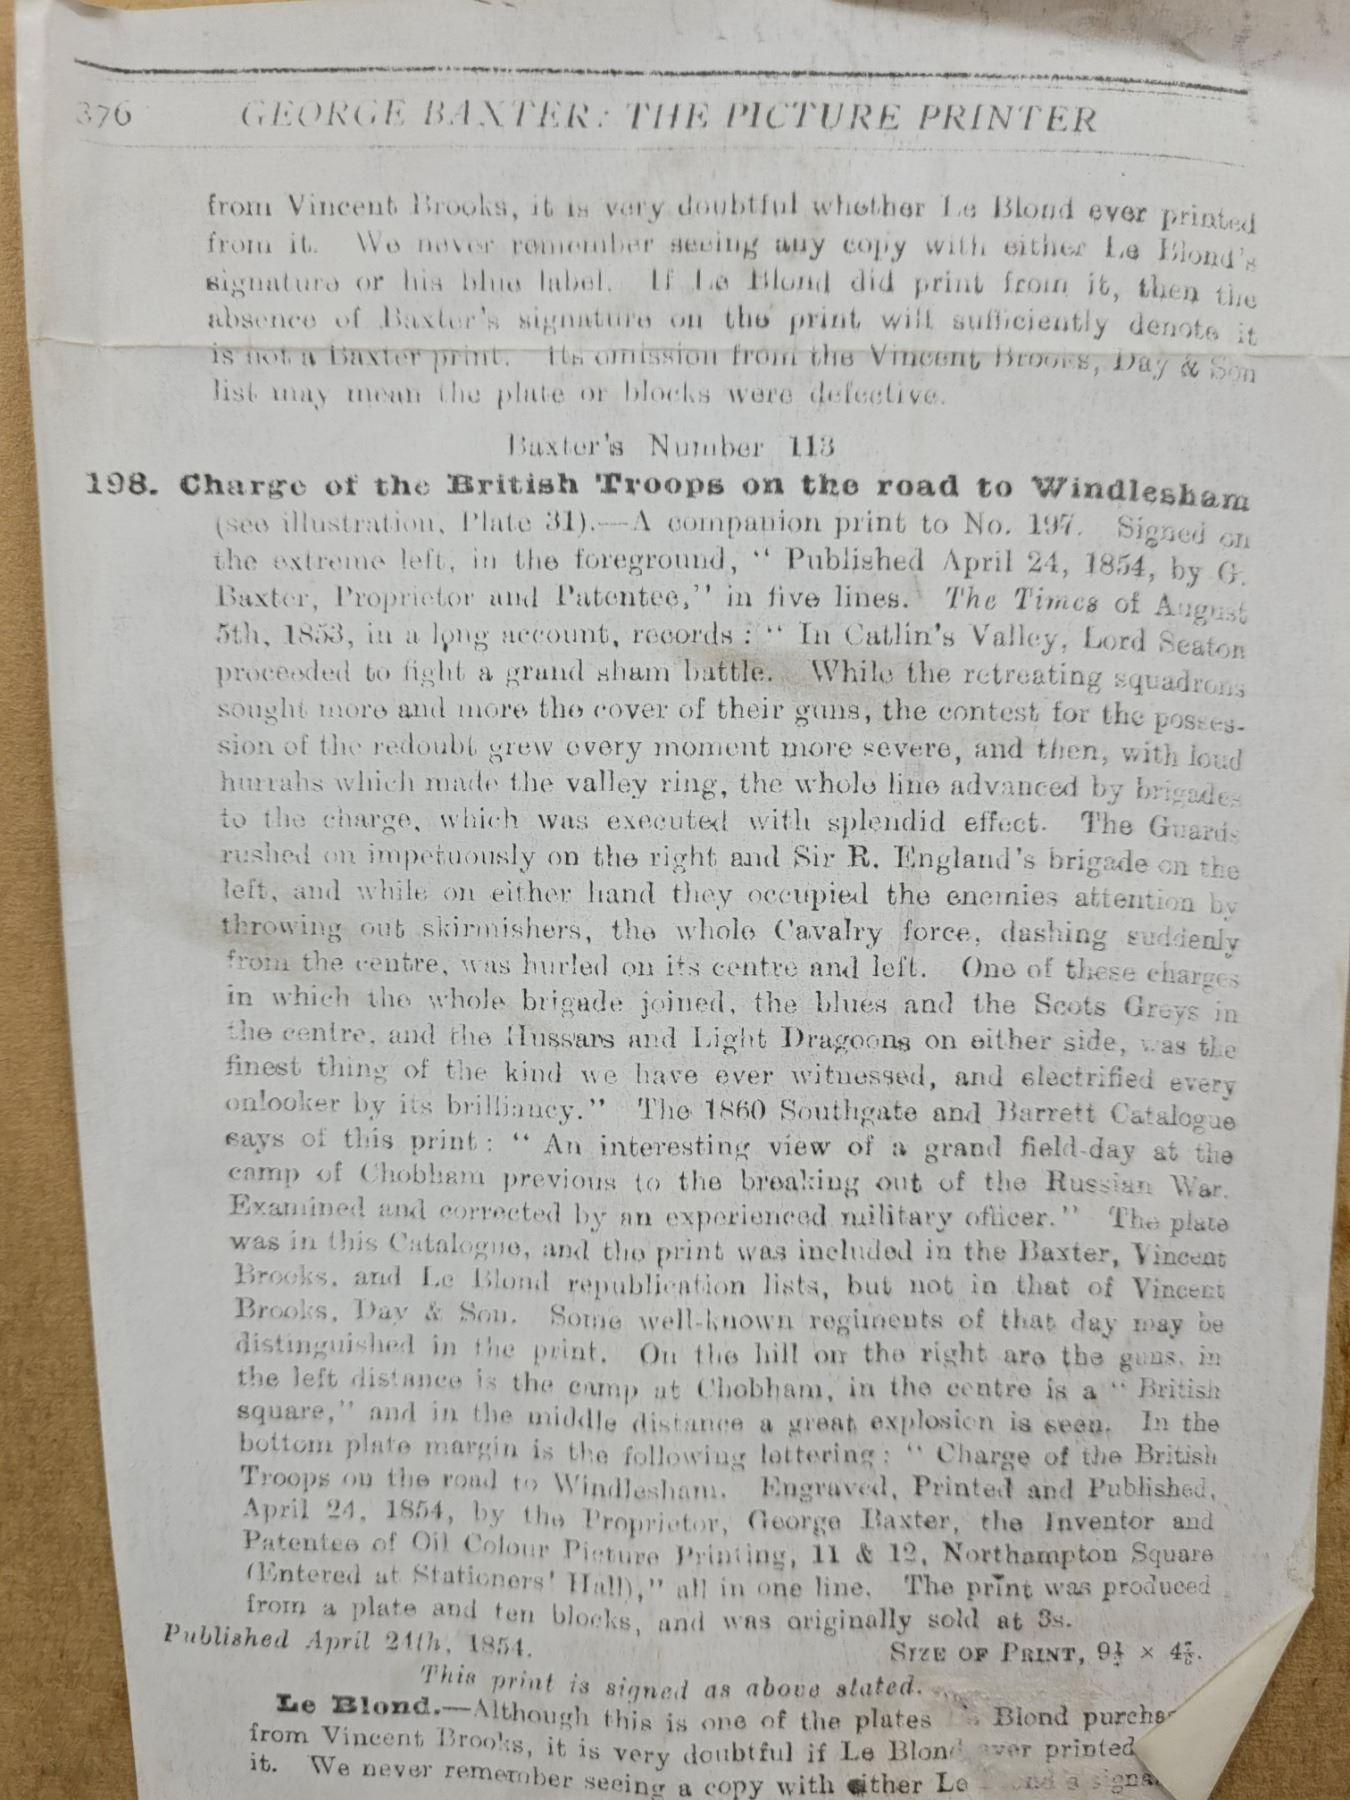 376 GEORGE BAXTER: THE PICTURE PRINTER
from Vincent Brooks, it is very doubtful whether Le Blond ever printed
from it. We never remember seeing any copy with either Le Blond's
signature or his blue label. If Le Blond did print from it, then the
absence of Baxter's signature on the print will sufficiently denote it
is not a Baxter print. Its omission from the Vincent Brooks, Day & Son
list may mean the plate or blocks were defective.
Baxter's Number 113
198. Charge of the British Troops on the road to Windlesham
(see illustration, Plate 31).—A companion print to No. 197. Signed on
the extreme left, in the foreground, " Published April 24, 1854, by G.
Baxter, Proprietor and Patentee," in five lines. The Times of August
5th, 1853, in a long account, records : " In Catlin's Valley, Lord Seaton
proceeded to fight a grand sham battle. While the retreating squadrons
sought more and more the cover of their guns, the contest for the posses-
sion of the redoubt grew every moment more severe, and then, with loud
hurrahs which made the valley ring, the whole line advanced by brigades
to the charge, which was executed with splendid effect. The Guards
rushed on impetuously on the right and Sir R. England's brigade on the
left, and while on either hand they occupied the enemies attention by
throwing out skirmishers, the whole Cavalry force, dashing suddenly
from the centre, was hurled on its centre and left. One of these charges
in which the whole brigade joined, the blues and the Scots Greys in
the centre, and the Hussars and Light Dragoons on either side, was the
finest thing of the kind we have ever witnessed, and electrified every
onlooker by its brilliancy." The 1860 Southgate and Barrett Catalogue
says of this print : " An interesting view of a grand field-day at the
camp of Chobham previous to the breaking out of the Russian War.
Examined and corrected by an experienced military officer." The plate
was in this Catalogue, and the print was included in the Baxter, Vincent
Brooks, and Le Blond republication lists, but not in that of Vincent
Brooks, Day & Son. Some well-known regiments of that day may be
distinguished in the print. On the hill on the right are the guns, in
the left distance is the camp at Chobham, in the centre is a " British
square," and in the middle distance a great explosion is seen. In the
bottom plate margin is the following lettering : " Charge of the British
Troops on the road to Windlesham. Engraved, Printed and Published,
April 24, 1854, by the Proprietor, George Baxter, the Inventor and
Patentee of Oil Colour Picture Printing, 11 & 12, Northampton Square
(Entered at Stationers' Hall)," all in one line. The print was produced
from a plate and ten blocks, and was originally sold at 3s.
Published April 24th, 1854. SIZE OF PRINT, 9 × 4
This print is signed as above stated.
Le Blond.—Although this is one of the plates Blond purchas
from Vincent Brooks, it is very doubtful if Le Blond ever printed
it. We never remember seeing a copy with either Le